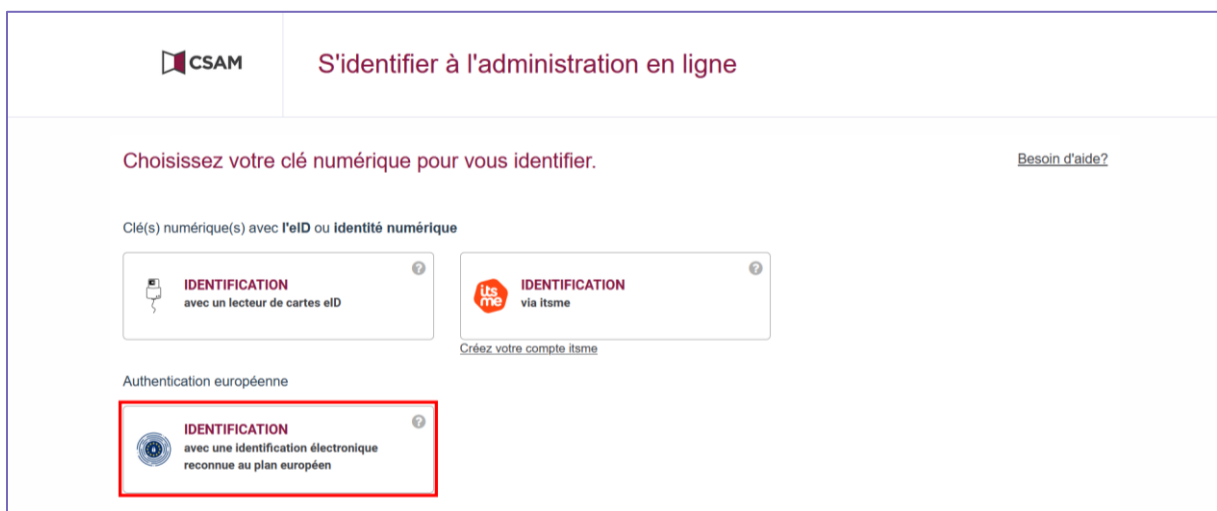 CSAM
S'identifier à l'administration en ligne
Choisissez votre clé numérique pour vous identifier.
Besoin d'aide?
Clé(s) numérique(s) avec l'eID ou identité numérique
?
IDENTIFICATION
avec un lecteur de cartes eID
?
its
me
IDENTIFICATION
via itsme
Créez votre compte itsme
Authentication européenne
?
IDENTIFICATION
avec une identification électronique
reconnue au plan européen